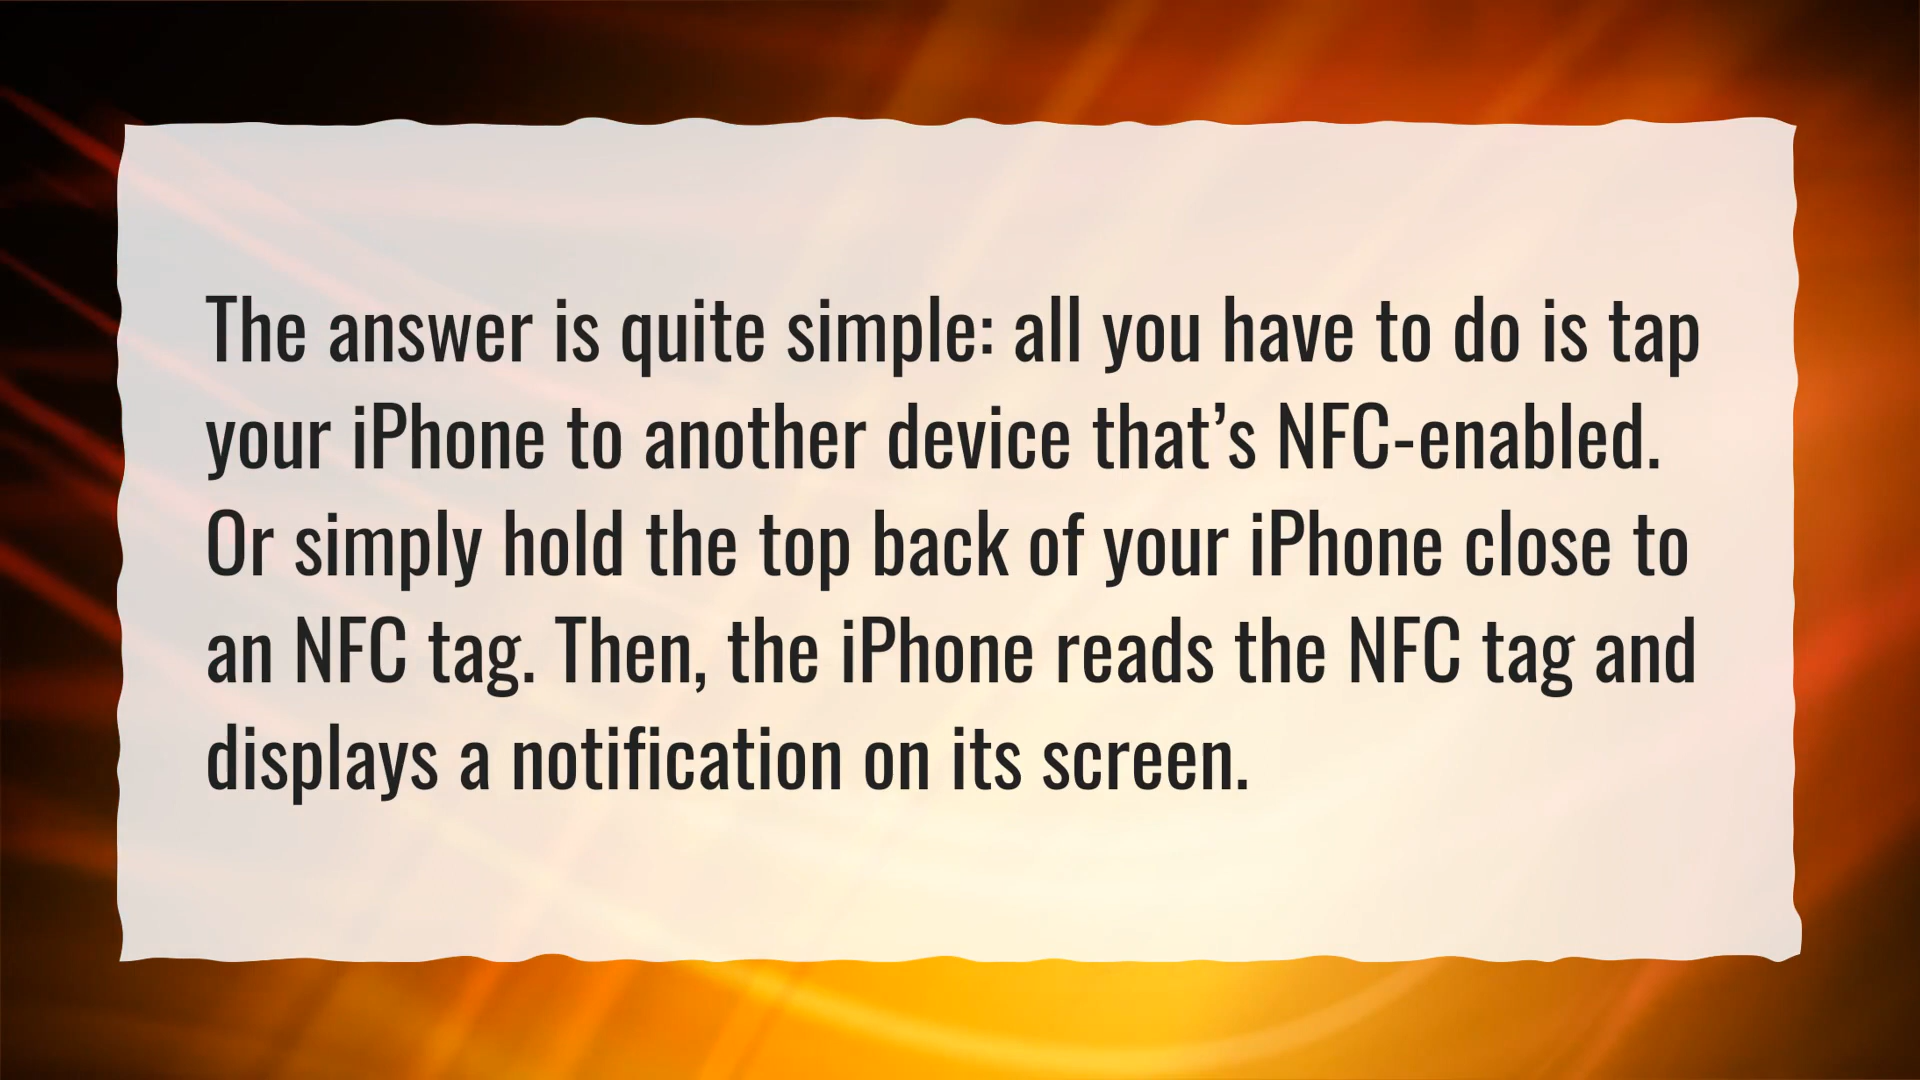 The answer is quite simple: all you have to do is tap
your iPhone to another device that’s NFC-enabled.
Or simply hold the top back of your iPhone close to
an NFC tag. Then, the iPhone reads the NFC tag and
displays a notification on its screen.